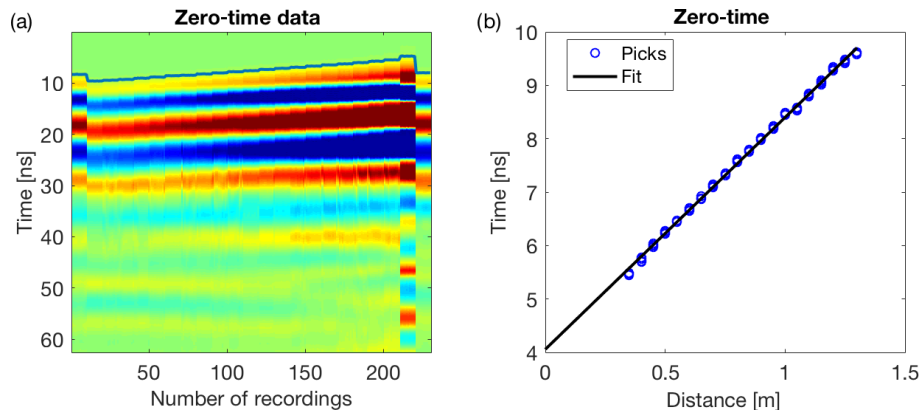 (a)
Zero-time data
Time [ns]
10
20
30
40
50
60
50
100
150
200
Number of recordings
(b)
Zero-time
Picks
Fit
Time [ns]
10
9
8
7
6
5
4
0
0.5
1
1.5
Distance [m]